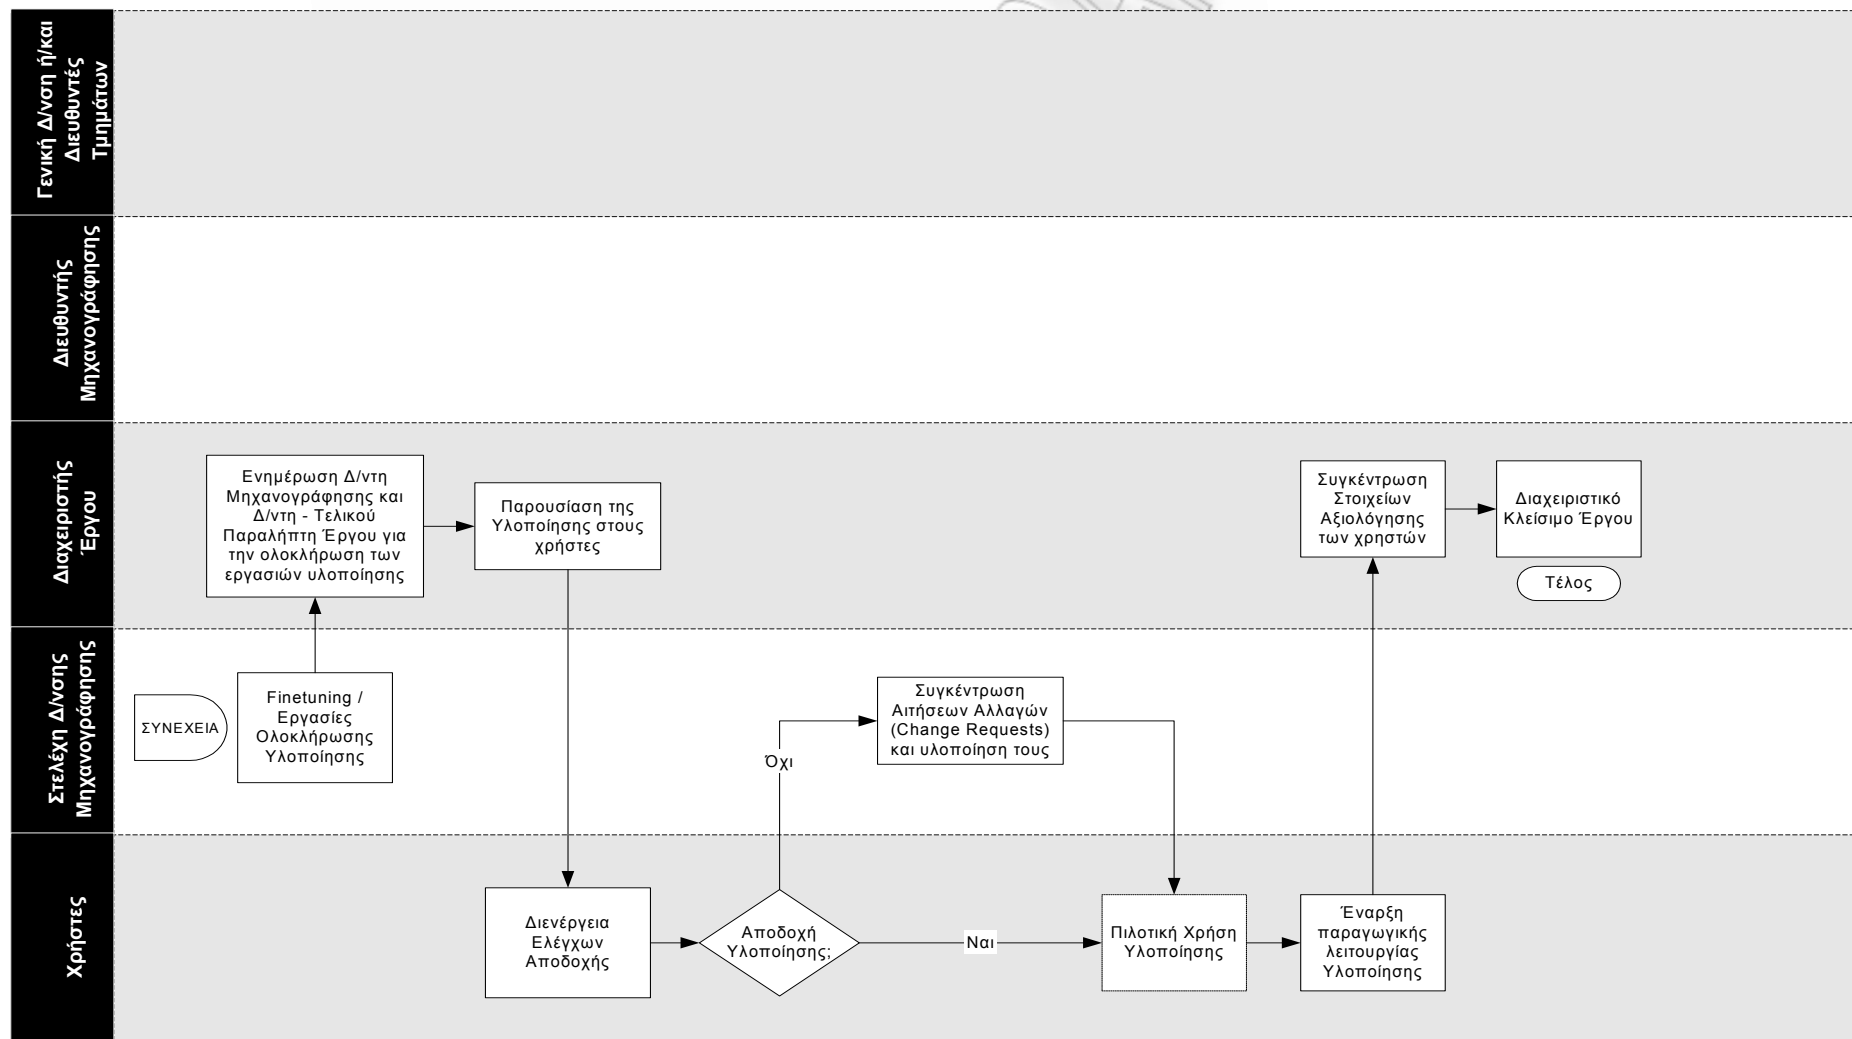 Γενική Δ/νση ή/και
Διευθυντές
Τμημάτων
Διευθυντής
Μηχανογράφησης
Διαχειριστής
Έργου
Ενημέρωση Δ/ντη
Μηχανογράφησης και
Δ/ντη - Τελικού
Παραλήπτη Έργου για
την ολοκλήρωση των
εργασιών υλοποίησης
Παρουσίαση της
Υλοποίησης στους
χρήστες
Συγκέντρωση
Στοιχείων
Αξιολόγησης
των χρηστών
Διαχειριστικό
Κλείσιμο Έργου
Τέλος
Στελέχη Δ/νσης
Μηχανογράφησης
ΣΥΝΕΧΕΙΑ
Finetuning /
Εργασίες
Ολοκλήρωσης
Υλοποίησης
Συγκέντρωση
Αιτήσεων Αλλαγών
(Change Requests)
και υλοποίηση τους
Όχι
Χρήστες
Διενέργεια
Ελέγχων
Αποδοχής
Αποδοχή
Υλοποίησης;
Ναι
Πιλοτική Χρήση
Υλοποίησης
Έναρξη
παραγωγικής
λειτουργίας
Υλοποίησης